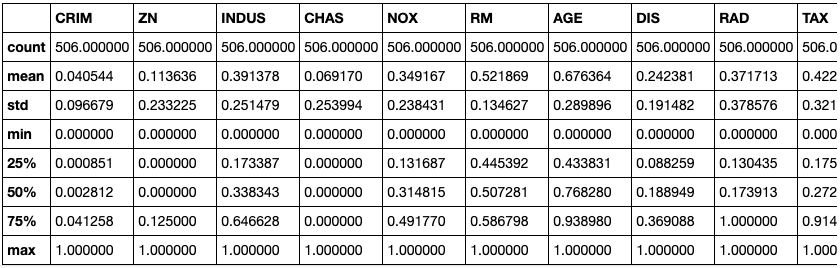 CRIM ZN INDUS CHAS NOX RM AGE DIS RAD TAX
count 506.000000 506.000000 506.000000 506.000000 506.000000 506.000000 506.000000 506.000000 506.000000 506.0
mean 0.040544 0.113636 0.391378 0.069170 0.349167 0.521869 0.676364 0.242381 0.371713 0.422
std 0.096679 0.233225 0.251479 0.253994 0.238431 0.134627 0.289896 0.191482 0.378576 0.321
min 0.000000 0.000000 0.000000 0.000000 0.000000 0.000000 0.000000 0.000000 0.000000 0.000
25% 0.000851 0.000000 0.173387 0.000000 0.131687 0.445392 0.433831 0.088259 0.130435 0.175
50% 0.002812 0.000000 0.338343 0.000000 0.314815 0.507281 0.768280 0.188949 0.173913 0.272
75% 0.041258 0.125000 0.646628 0.000000 0.491770 0.586798 0.938980 0.369088 1.000000 0.914
max 1.000000 1.000000 1.000000 1.000000 1.000000 1.000000 1.000000 1.000000 1.000000 1.000